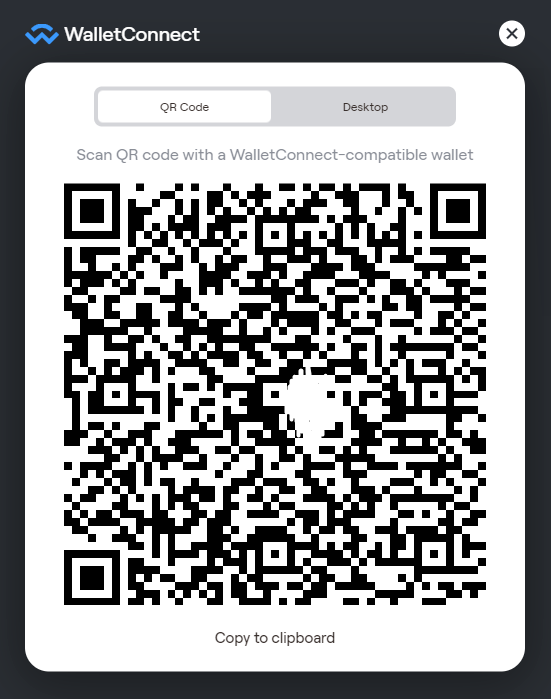 WalletConnect
QR Code
Desktop
Scan QR code with a WalletConnect-compatible wallet
Copy to clipboard